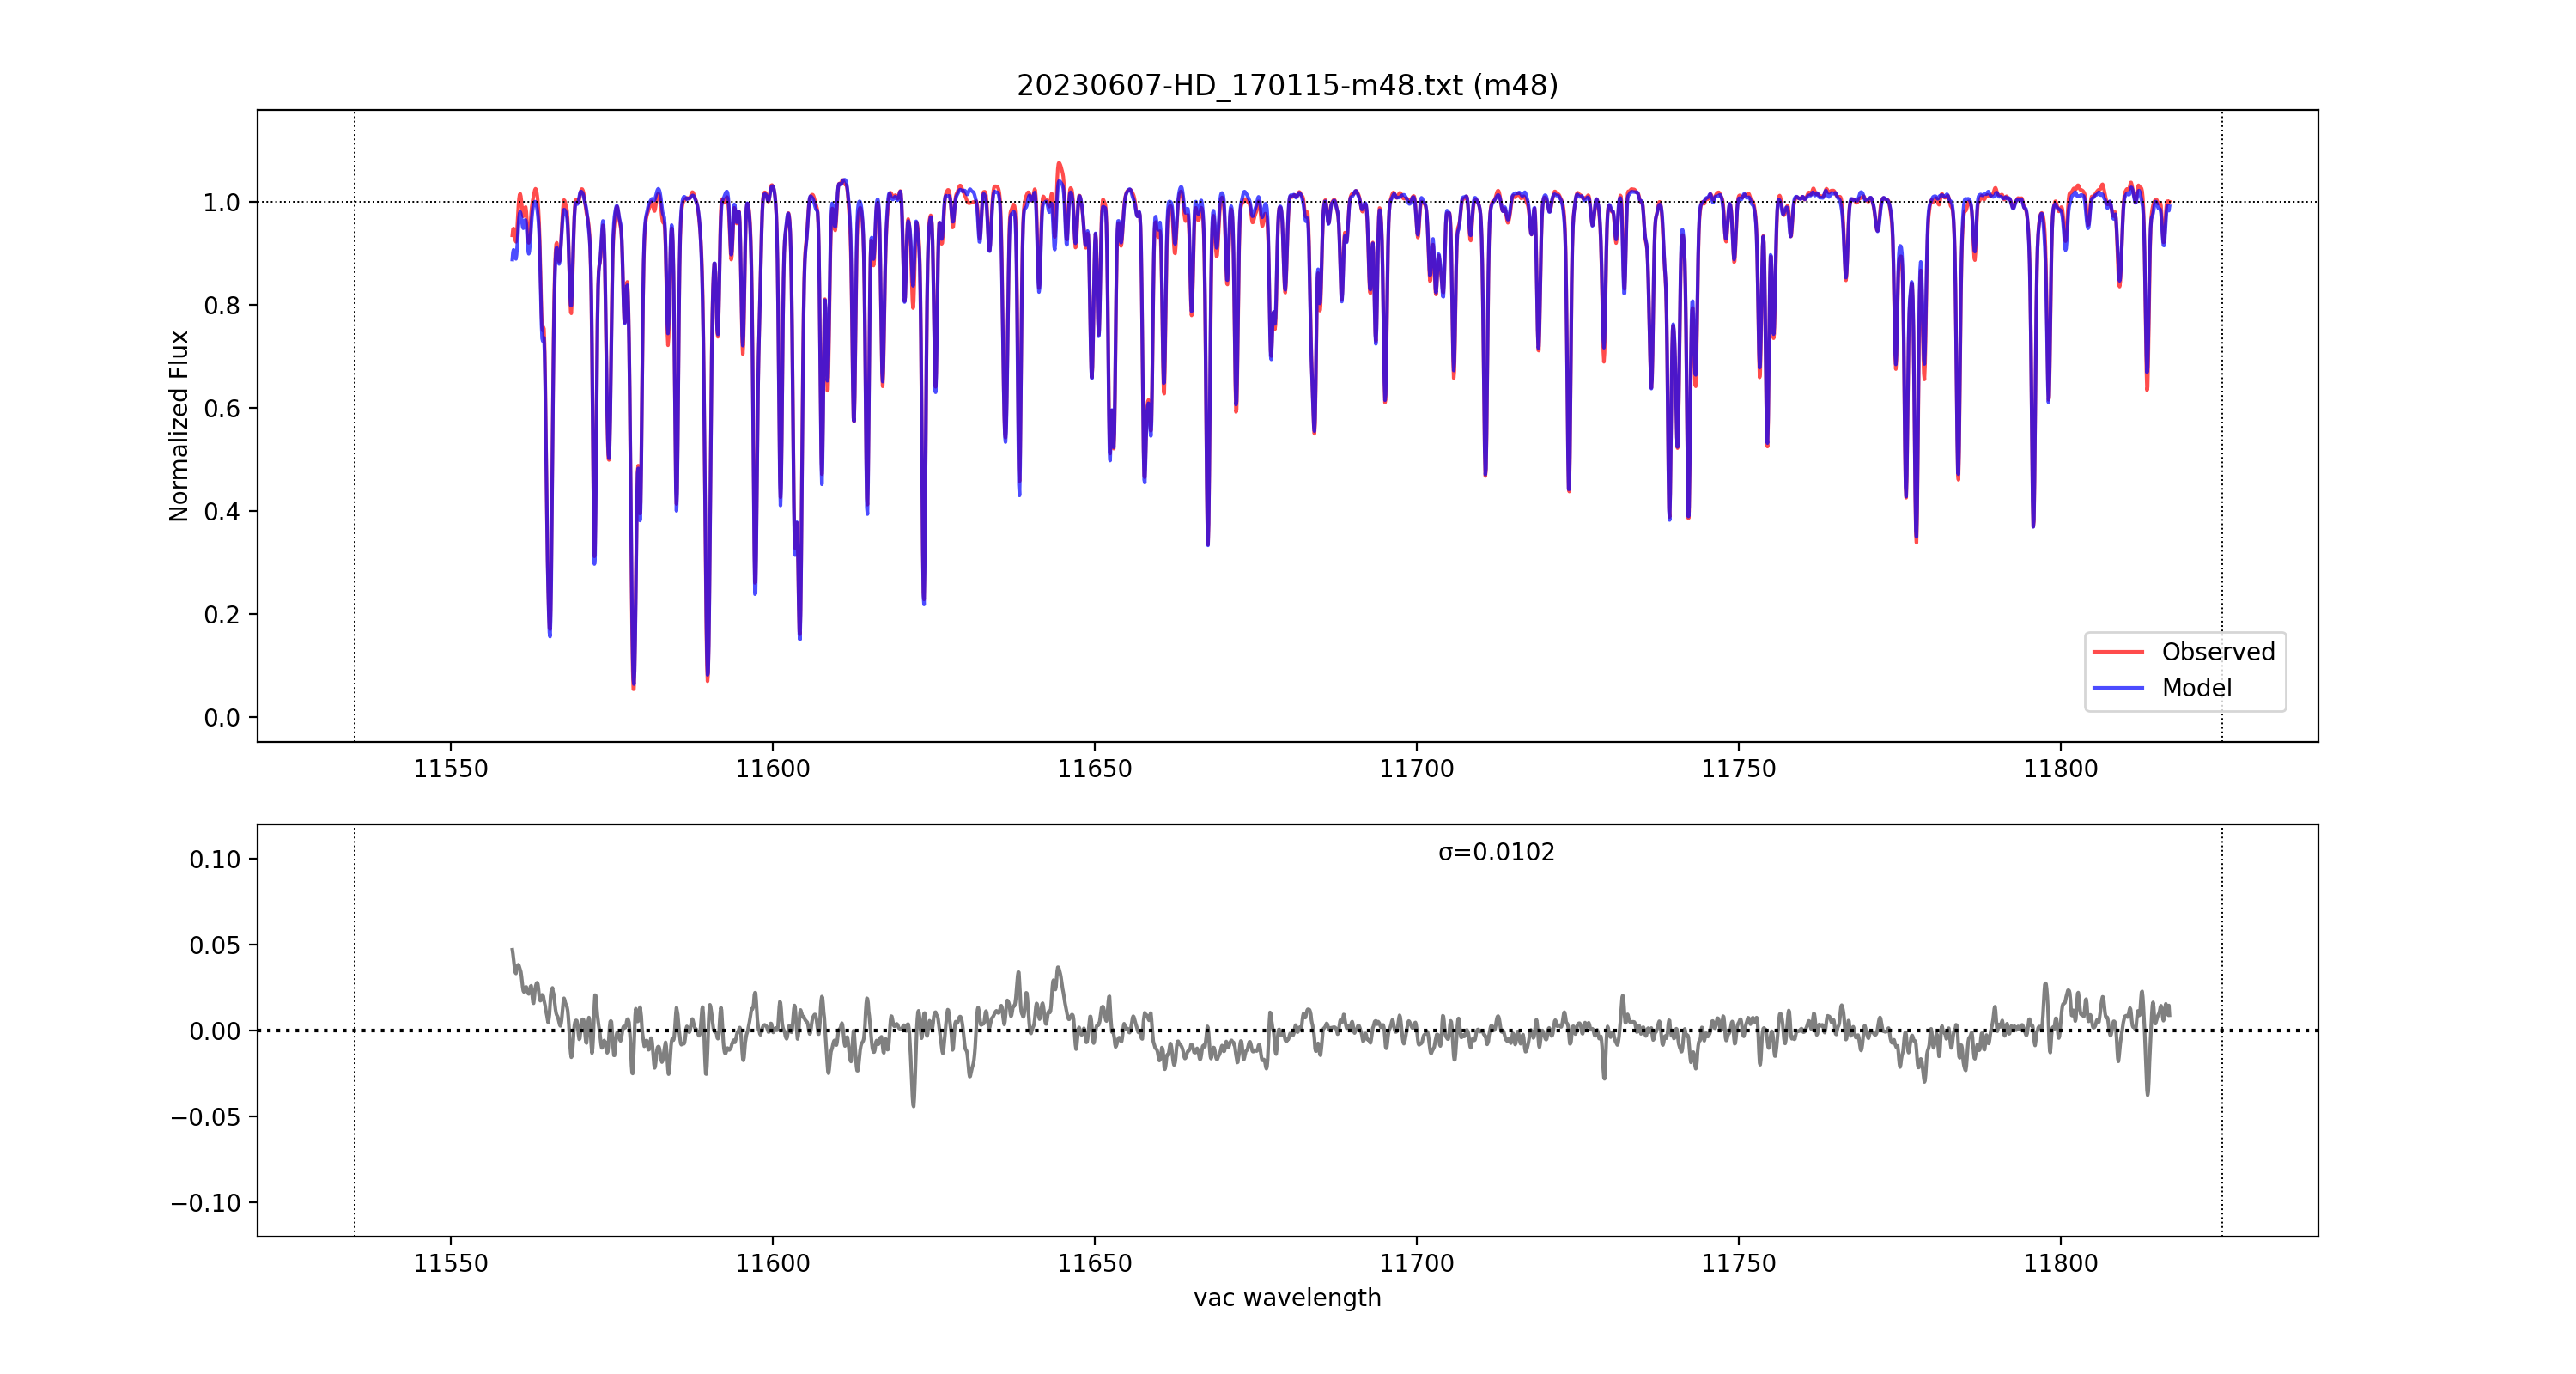 20230607-HD_170115-m48.txt (m48)
Normalized Flux
1.0
0.8
0.6
0.4
0.2
0.0
Observed
Model
11550 11600 11650 11700 11750 11800
σ=0.0102
0.10
0.05
0.00
−0.05
−0.10
11550 11600 11650 11700 11750 11800
vac wavelength